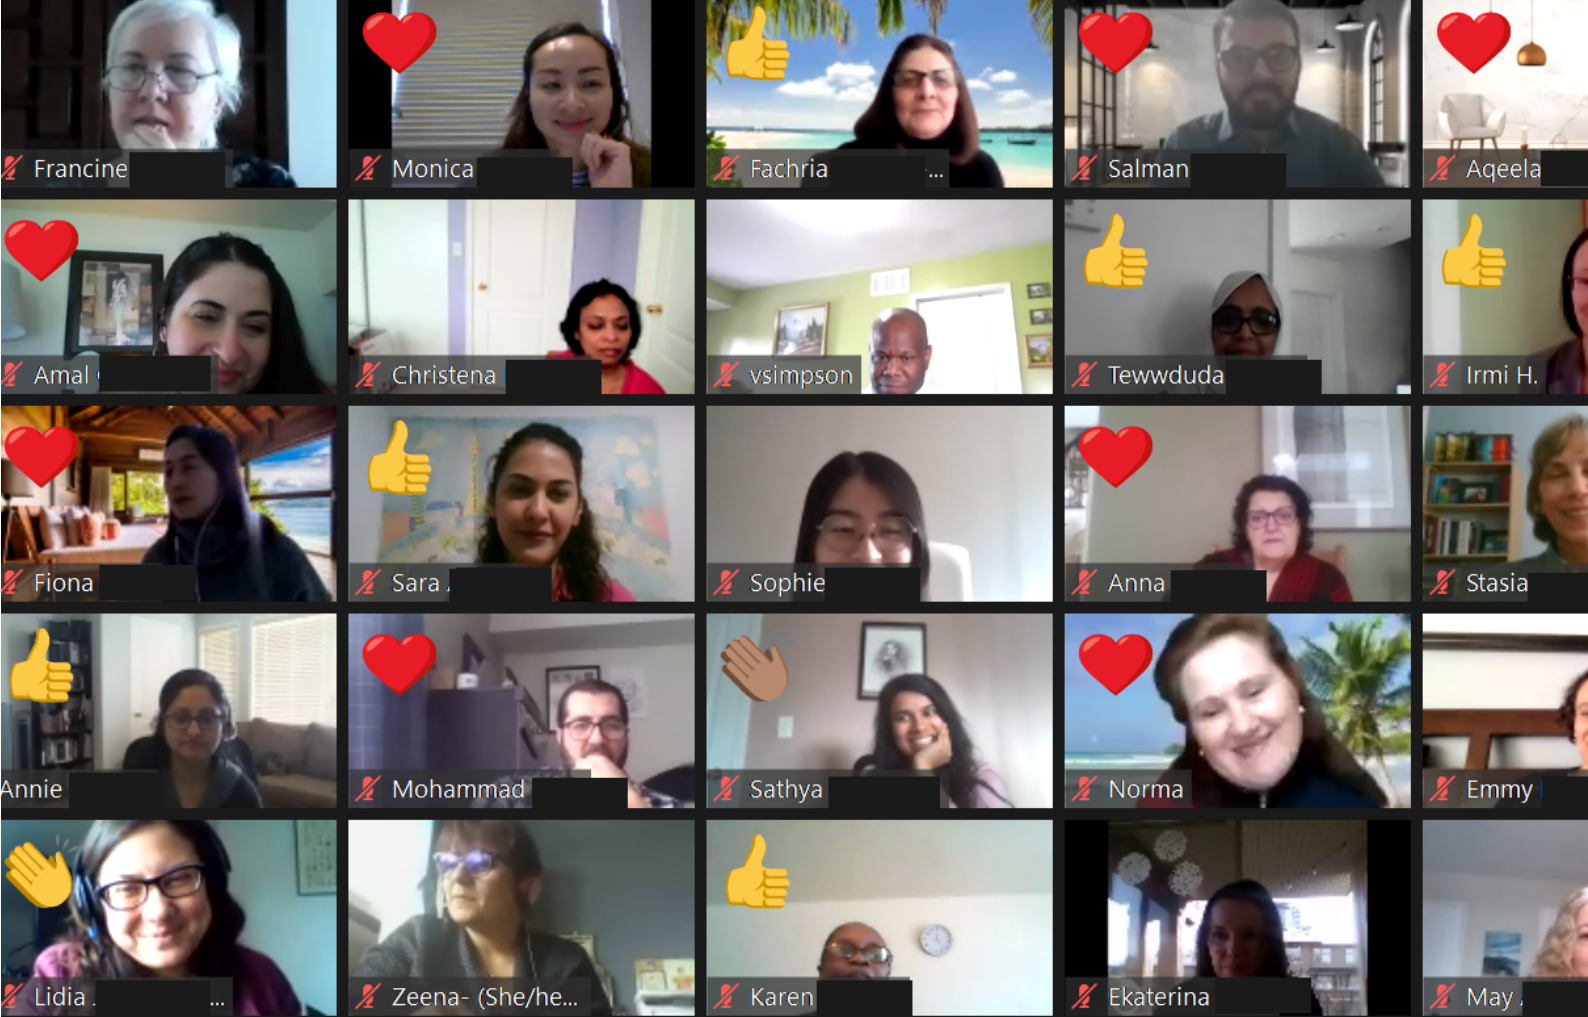 Francine
Monica
Fachria ...
Salman
Aqeela
Amal
Christena
vsimpson
Tewwduda
Irmi H.
Fiona
Sara
Sophie
Anna
Stasia
Annie
Mohammad
Sathya
Norma
Emmy
Lidia ...
Zeena- (She/he...
Karen
Ekaterina
May